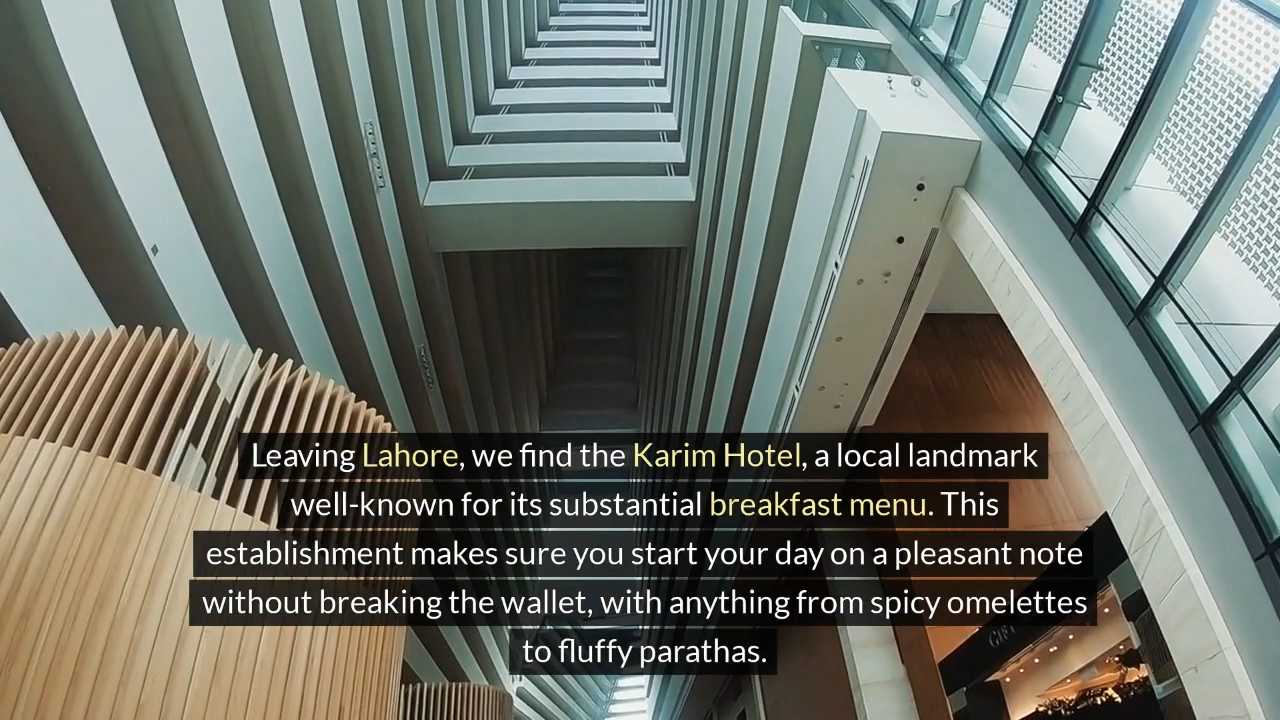 Leaving Lahore, we find the Karim Hotel, a local landmark
well-known for its substantial breakfast menu. This
establishment makes sure you start your day on a pleasant note
without breaking the wallet, with anything from spicy omelettes
to fluffy parathas.